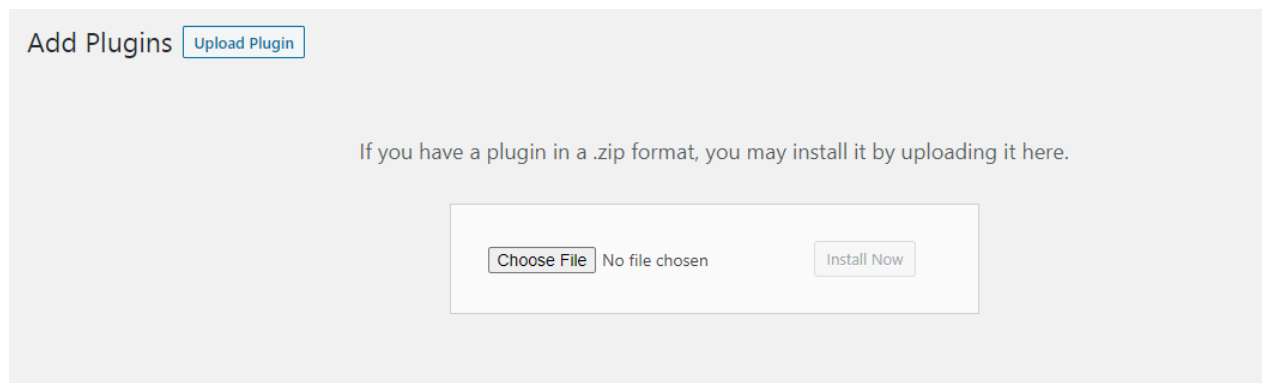 Add Plugins Upload Plugin
If you have a plugin in a .zip format, you may install it by uploading it here.
Choose File No file chosen Install Now